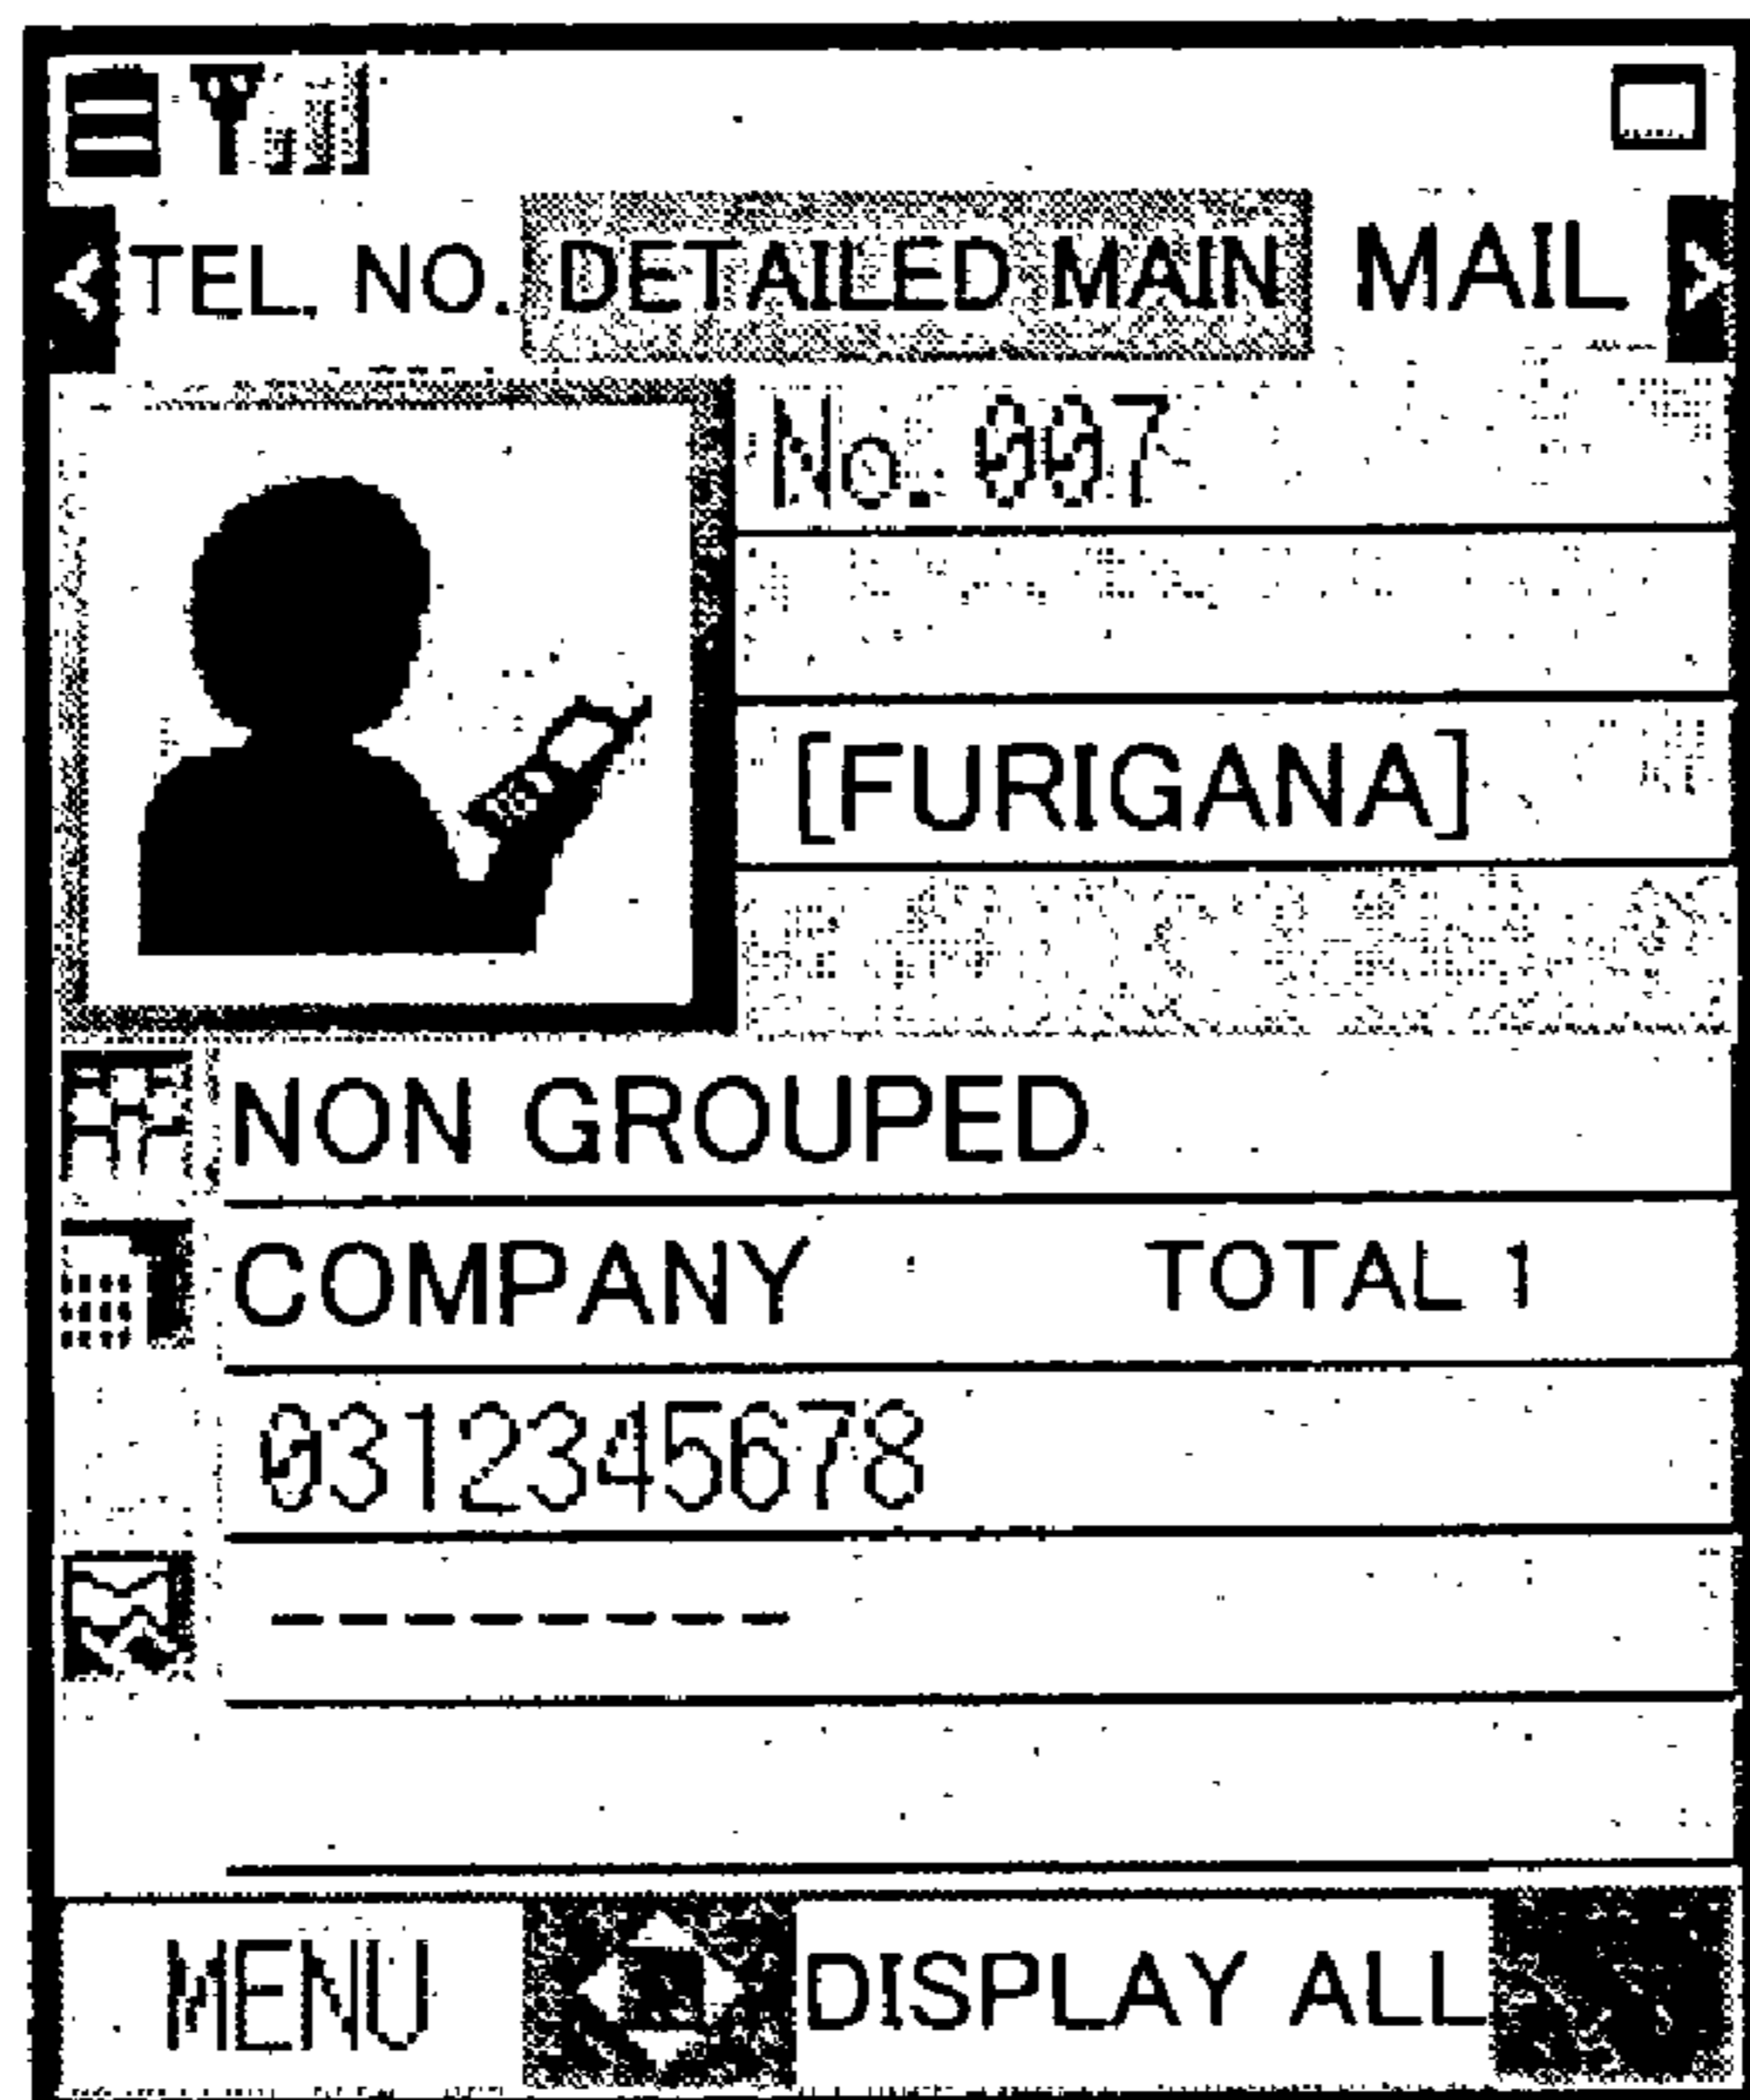 TEL. NO. DETAILED MAIN MAIL
No. 007
[FURIGANA]
NON GROUPED
COMPANY TOTAL 1
0312345678
--------
MENU DISPLAY ALL